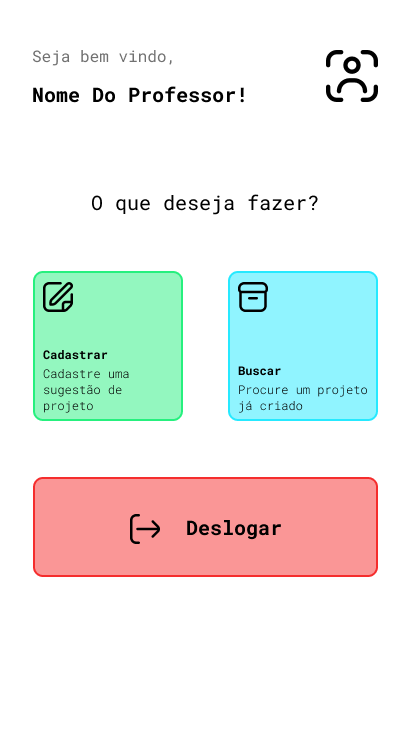 Seja bem vindo,
Nome Do Professor!
O que deseja fazer?
Cadastrar
Cadastre uma
sugestão de
projeto
Buscar
Procure um projeto
já criado
Deslogar